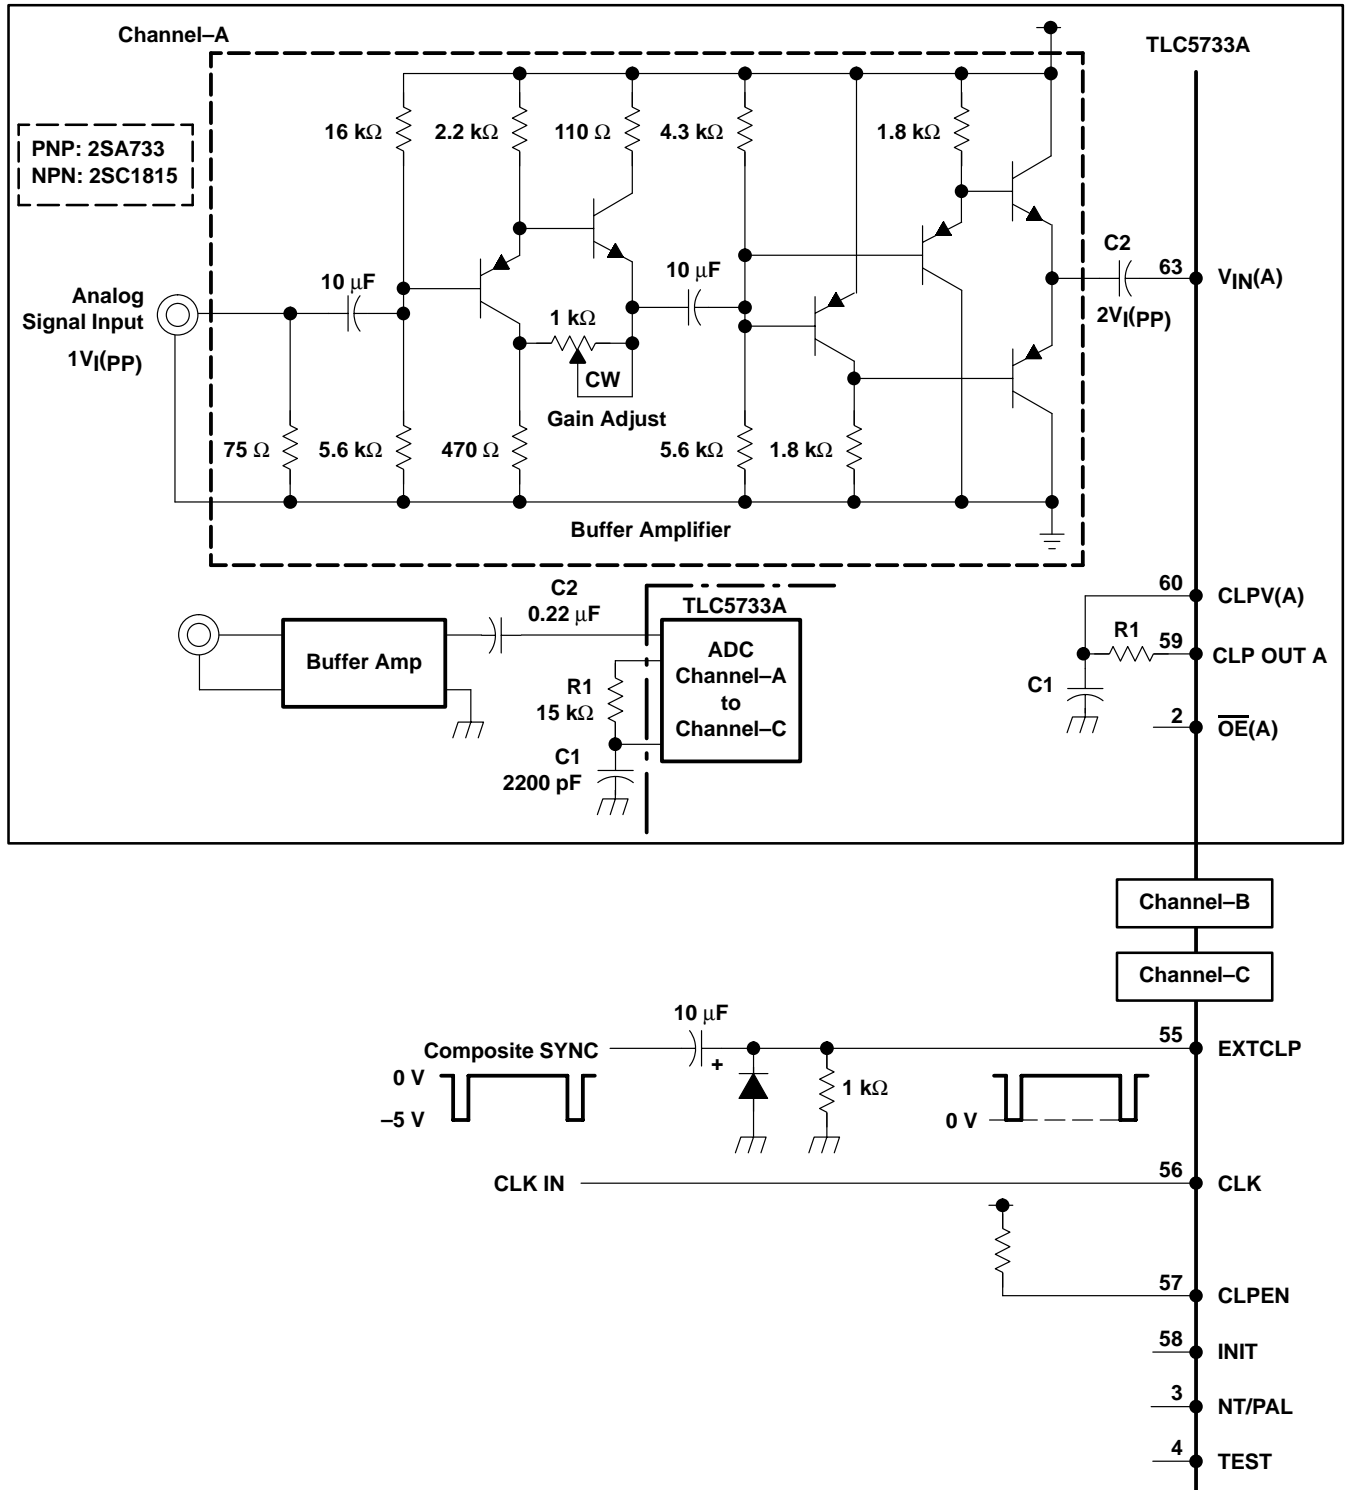 Channel–A
TLC5733A
PNP: 2SA733
NPN: 2SC1815
16 kΩ
2.2 kΩ
110 Ω
4.3 kΩ
1.8 kΩ
Analog
Signal Input
1VI(PP)
10 μF
1 kΩ
CW
Gain Adjust
10 μF
C2
2VI(PP)
63
VIN(A)
75 Ω
5.6 kΩ
470 Ω
5.6 kΩ
1.8 kΩ
Buffer Amplifier
C2
0.22 μF
TLC5733A
Buffer Amp
ADC
Channel–A
to
Channel–C
R1
15 kΩ
C1
2200 pF
60
CLPV(A)
R1
59
CLP OUT A
C1
2
OE(A)
Channel–B
Channel–C
10 μF
+
Composite SYNC
0 V
–5 V
1 kΩ
0 V
55
EXTCLP
CLK IN
56
CLK
57
CLPEN
58
INIT
3
NT/PAL
4
TEST